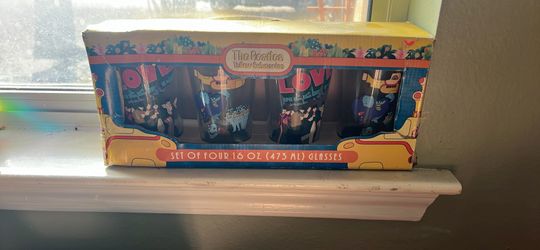 The Beatles
Yellow Submarine
LOVE
LOVE
SET OF FOUR 16 OZ. (473 ML) GLASSES